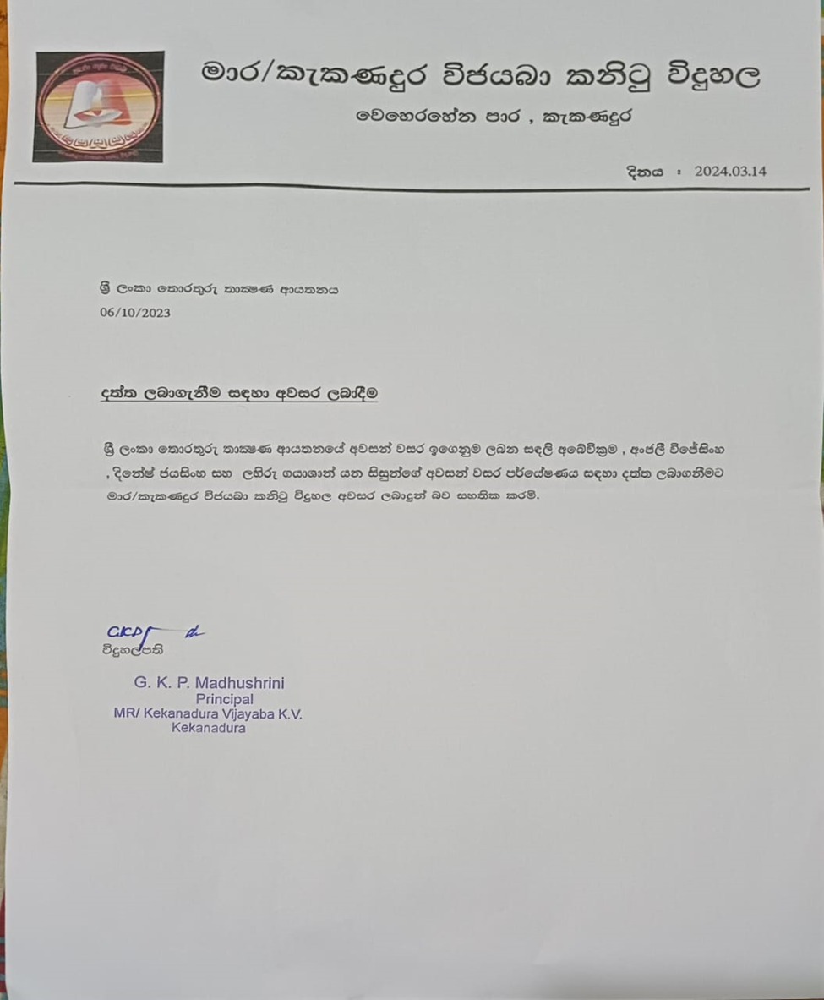 මාර/කැකණදුර විජයබා කනිටු විදුහල
වෙහෙරහේන පාර , කැකණදුර
දිනය : 2024.03.14
ශ්‍රී ලංකා තොරතුරු තාක්‍ෂණ ආයතනය
06/10/2023
දත්ත ලබාගැනීම සඳහා අවසර ලබාදීම
ශ්‍රී ලංකා තොරතුරු තාක්‍ෂණ ආයතනයේ අවසන් වසර ඉගෙනුම ලබන සඳලි අබේවික්‍රම , අංජලී විජේසිංහ
, දිනේෂ් ජයසිංහ සහ ලහිරු ගයාශාන් යන සිසුන්ගේ අවසන් වසර පර්යේෂණය සඳහා දත්ත ලබාගනීමට
මාර/කැකණදුර විජයබා කනිටු විදුහල අවසර ලබාදුන් බව සහතික කරමි.
විදුහල්පති
G. K. P. Madhushrini
Principal
MR/ Kekanadura Vijayaba K.V.
Kekanadura